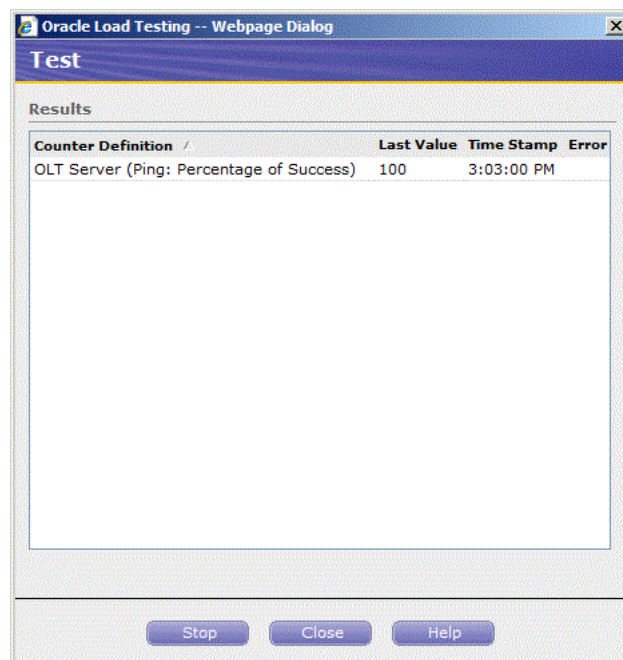 Oracle Load Testing -- Webpage Dialog
Test
Results
Counter Definition Last Value Time Stamp Error
OLT Server (Ping: Percentage of Success) 100 3:03:00 PM
Stop Close Help